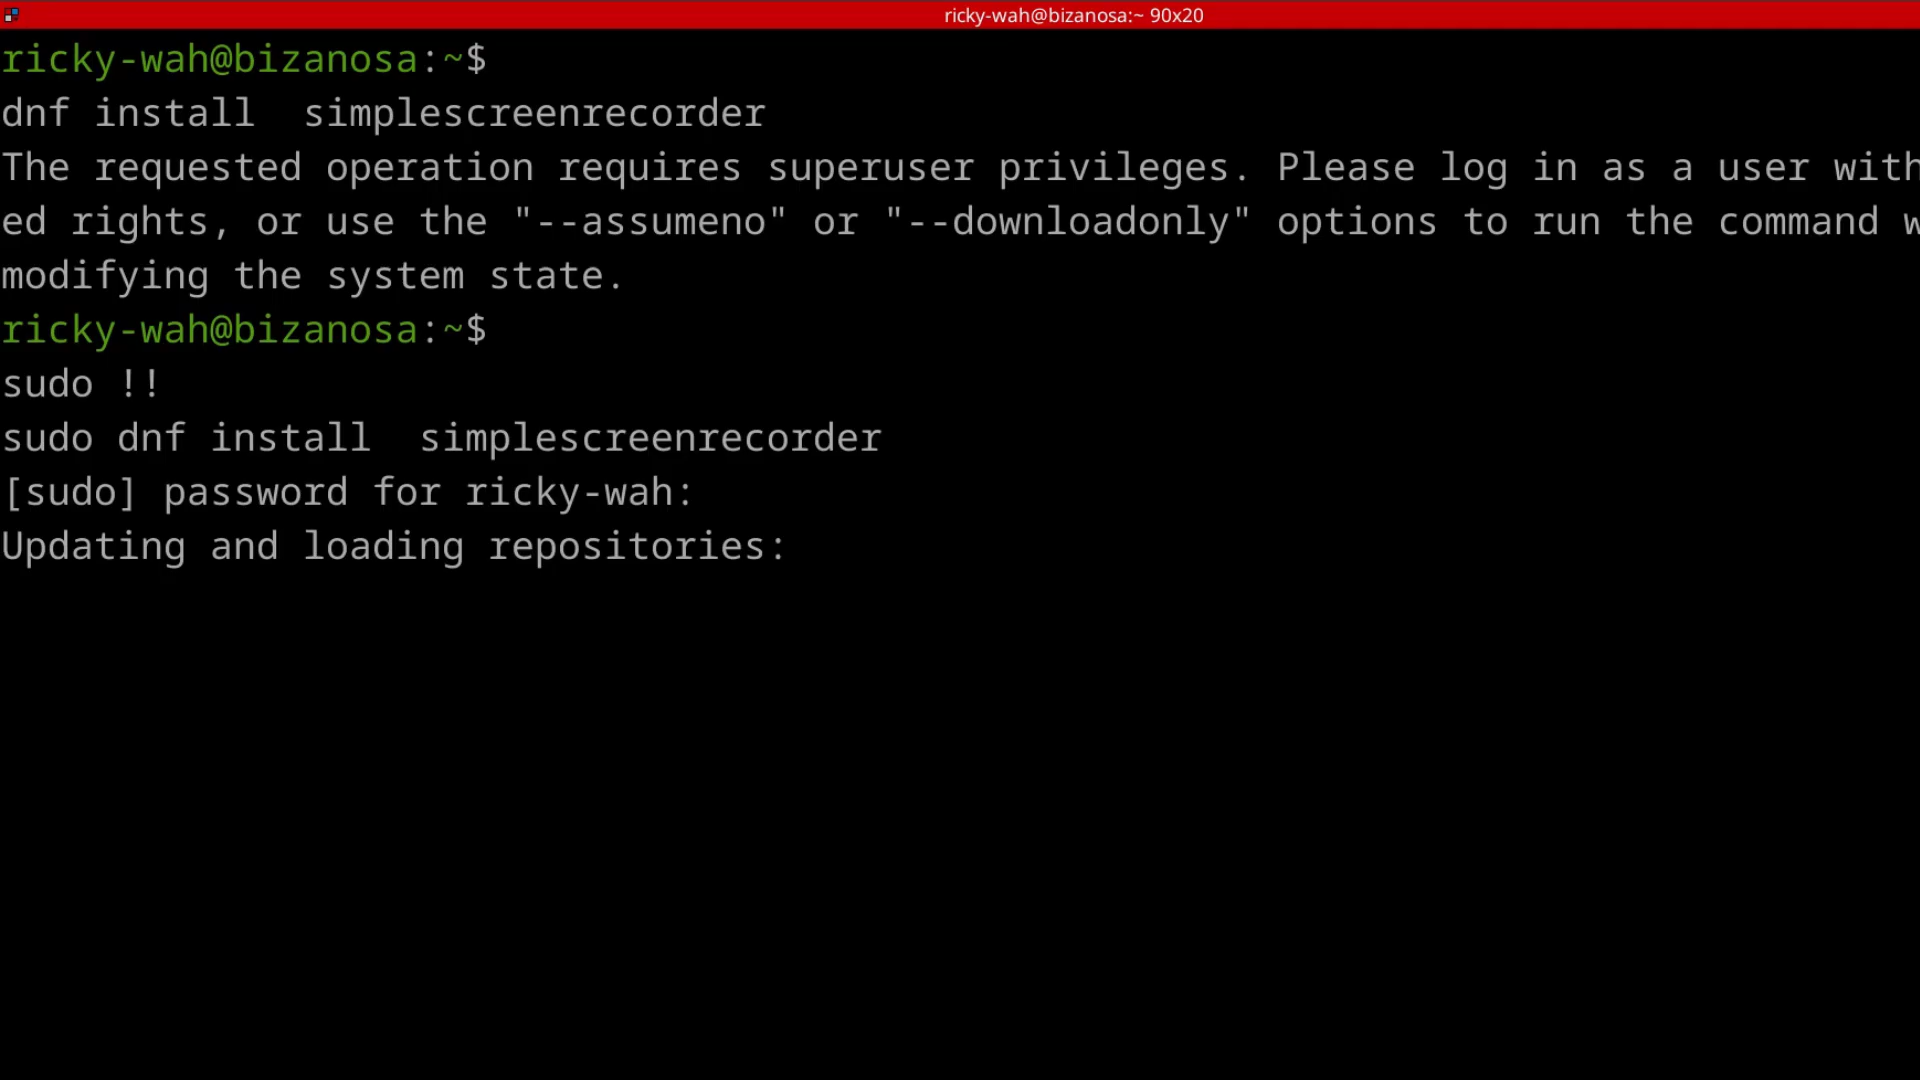 ricky-wah@bizanosa:~ 90x20
ricky-wah@bizanosa:~$
dnf install  simplescreenrecorder
The requested operation requires superuser privileges. Please log in as a user with
ed rights, or use the "--assumeno" or "--downloadonly" options to run the command w
modifying the system state.
ricky-wah@bizanosa:~$
sudo !!
sudo dnf install  simplescreenrecorder
[sudo] password for ricky-wah:
Updating and loading repositories: